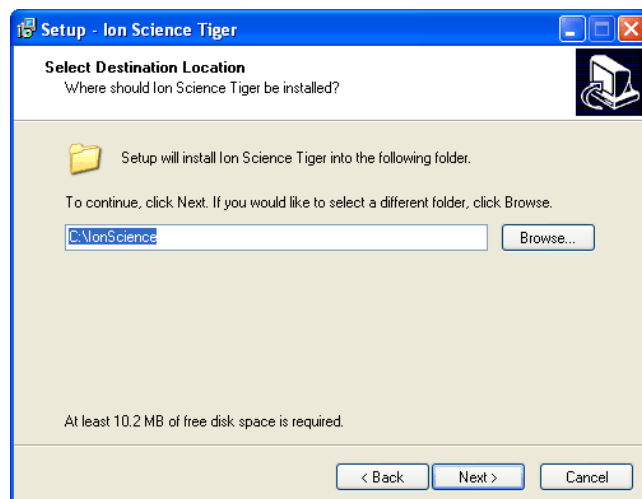 Setup - Ion Science Tiger
Select Destination Location
Where should Ion Science Tiger be installed?
Setup will install Ion Science Tiger into the following folder.
To continue, click Next. If you would like to select a different folder, click Browse.
C:\IonScience
Browse...
At least 10.2 MB of free disk space is required.
< Back
Next >
Cancel